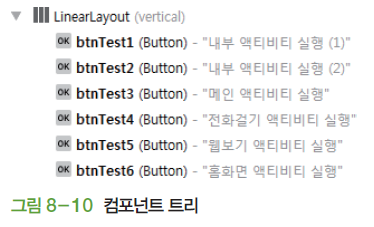 LinearLayout (vertical)
OK btnTest1 (Button) - "내부 액티비티 실행 (1)"
OK btnTest2 (Button) - "내부 액티비티 실행 (2)"
OK btnTest3 (Button) - "메인 액티비티 실행"
OK btnTest4 (Button) - "전화걸기 액티비티 실행"
OK btnTest5 (Button) - "웹보기 액티비티 실행"
OK btnTest6 (Button) - "홈화면 액티비티 실행"
그림 8-10 컴포넌트 트리